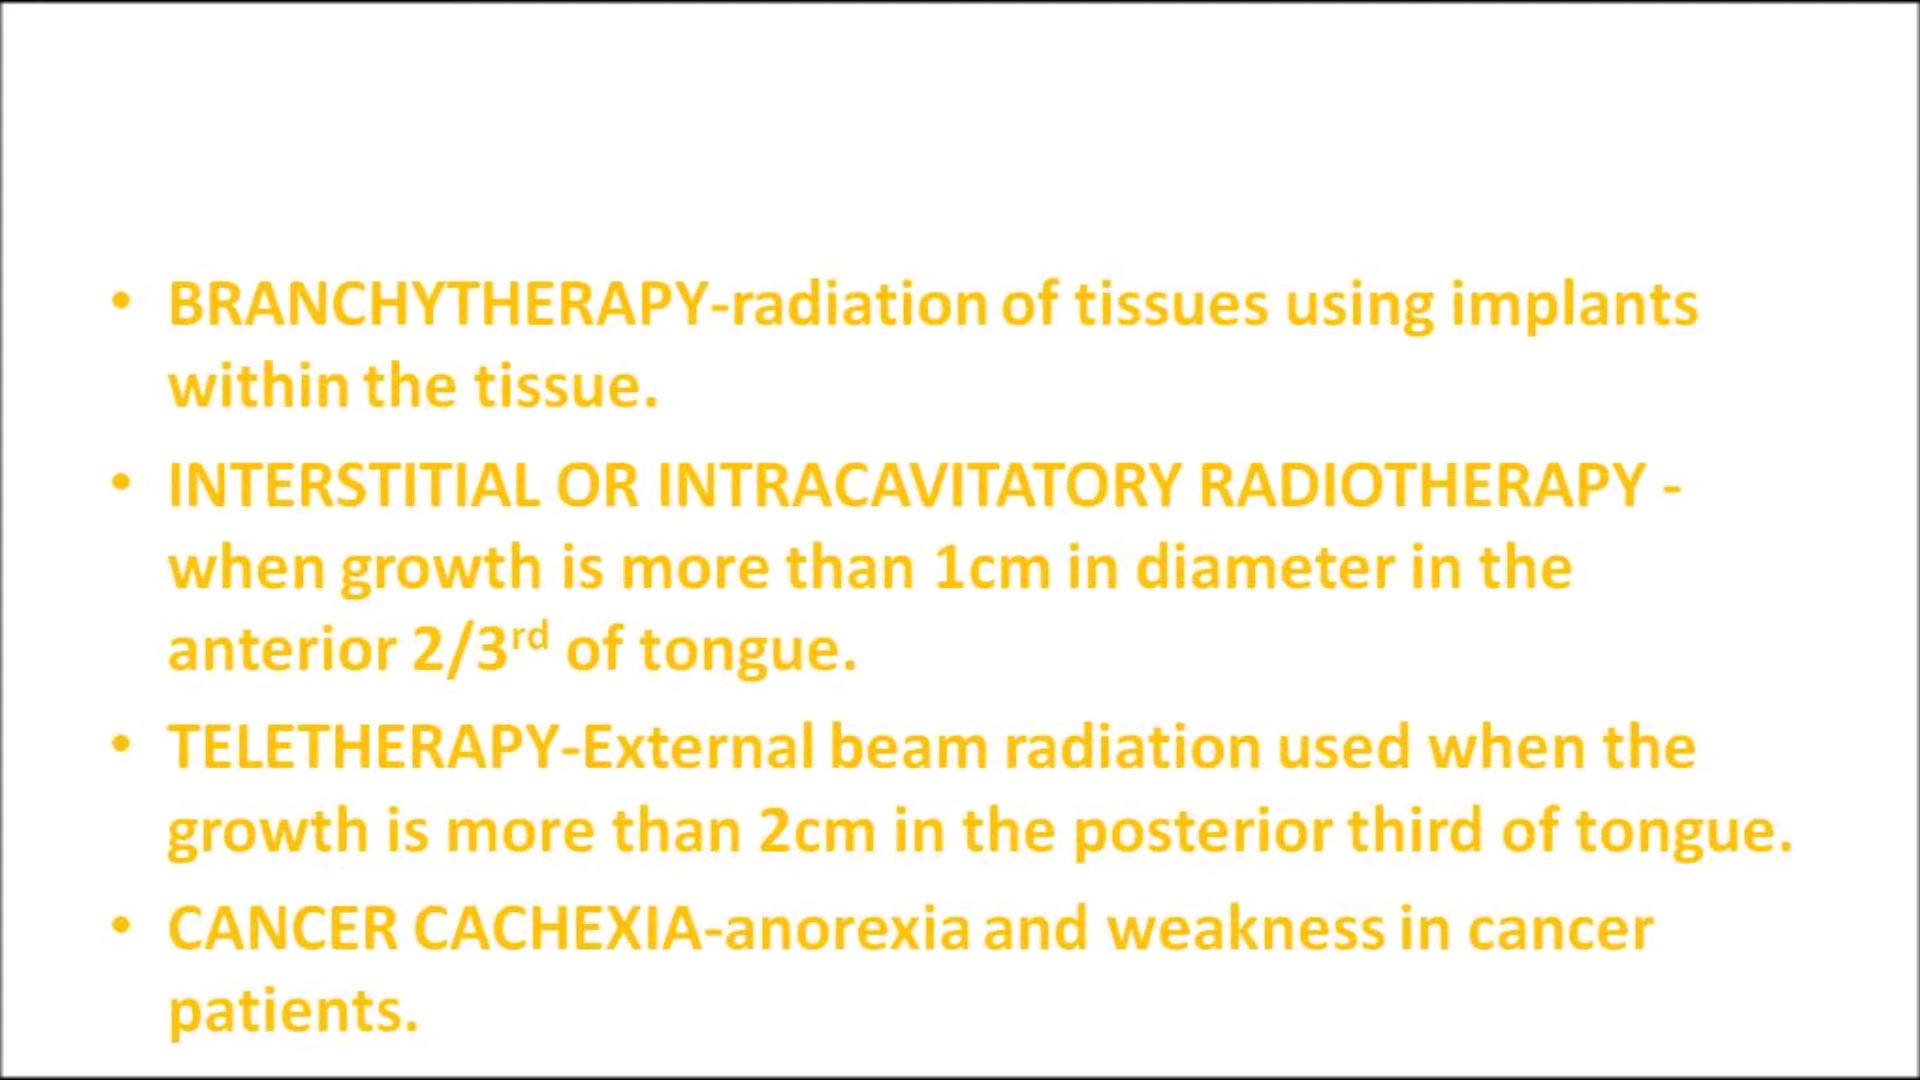 • BRANCHYTHERAPY-radiation of tissues using implants
within the tissue.
• INTERSTITIAL OR INTRACAVITATORY RADIOTHERAPY -
when growth is more than 1cm in diameter in the
anterior 2/3rd of tongue.
• TELETHERAPY-External beam radiation used when the
growth is more than 2cm in the posterior third of tongue.
• CANCER CACHEXIA-anorexia and weakness in cancer
patients.